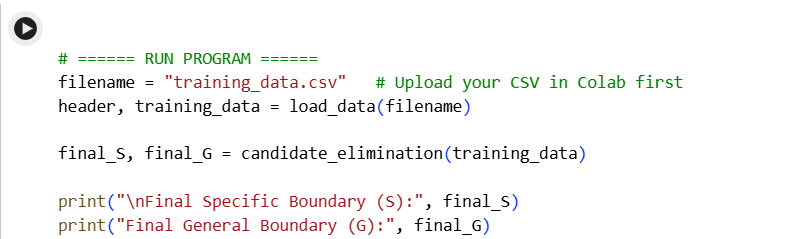 # ====== RUN PROGRAM ======
filename = "training_data.csv"   # Upload your CSV in Colab first
header, training_data = load_data(filename)
final_S, final_G = candidate_elimination(training_data)
print("\nFinal Specific Boundary (S):", final_S)
print("Final General Boundary (G):", final_G)